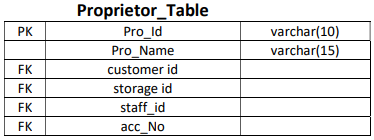 Proprietor_Table
PK Pro_Id varchar(10)
Pro_Name varchar(15)
FK customer id
FK storage id
FK staff_id
FK acc_No